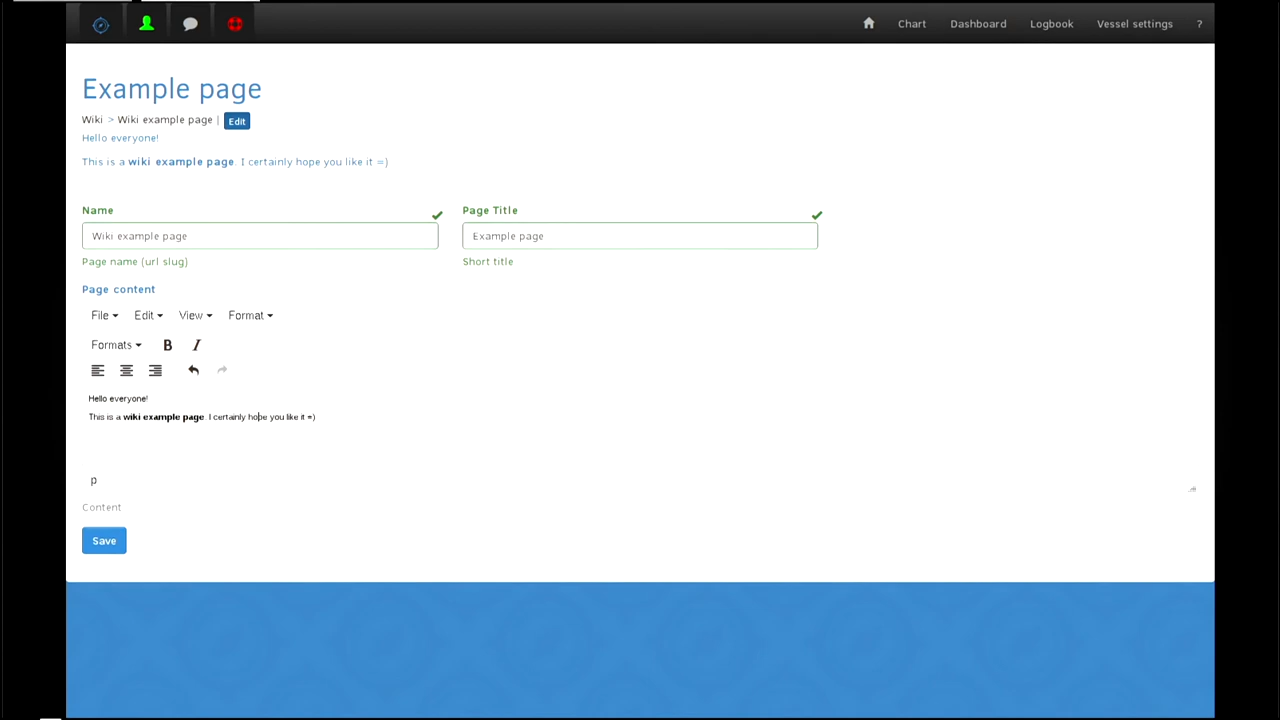 Chart Dashboard Logbook Vessel settings ?
Example page
Wiki > Wiki example page | Edit
Hello everyone!
This is a wiki example page. I certainly hope you like it =)
Name Page Title
Wiki example page Example page
Page name (url slug) Short title
Page content
File Edit View Format
Formats B I
Hello everyone!
This is a wiki example page. I certainly hope you like it =)
p
Content
Save